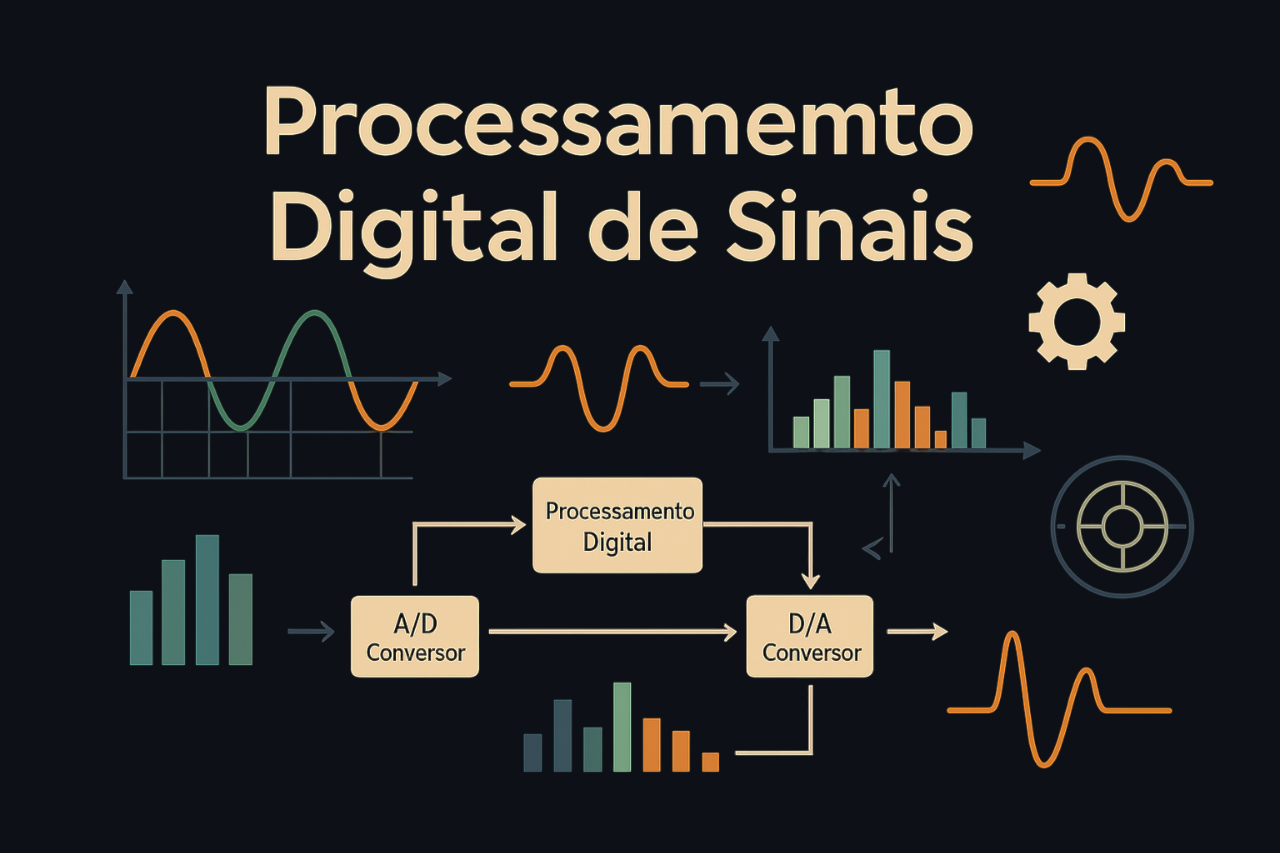 Processamemto
Digital de Sinais
Processamento
Digital
A/D
Conversor
D/A
Conversor